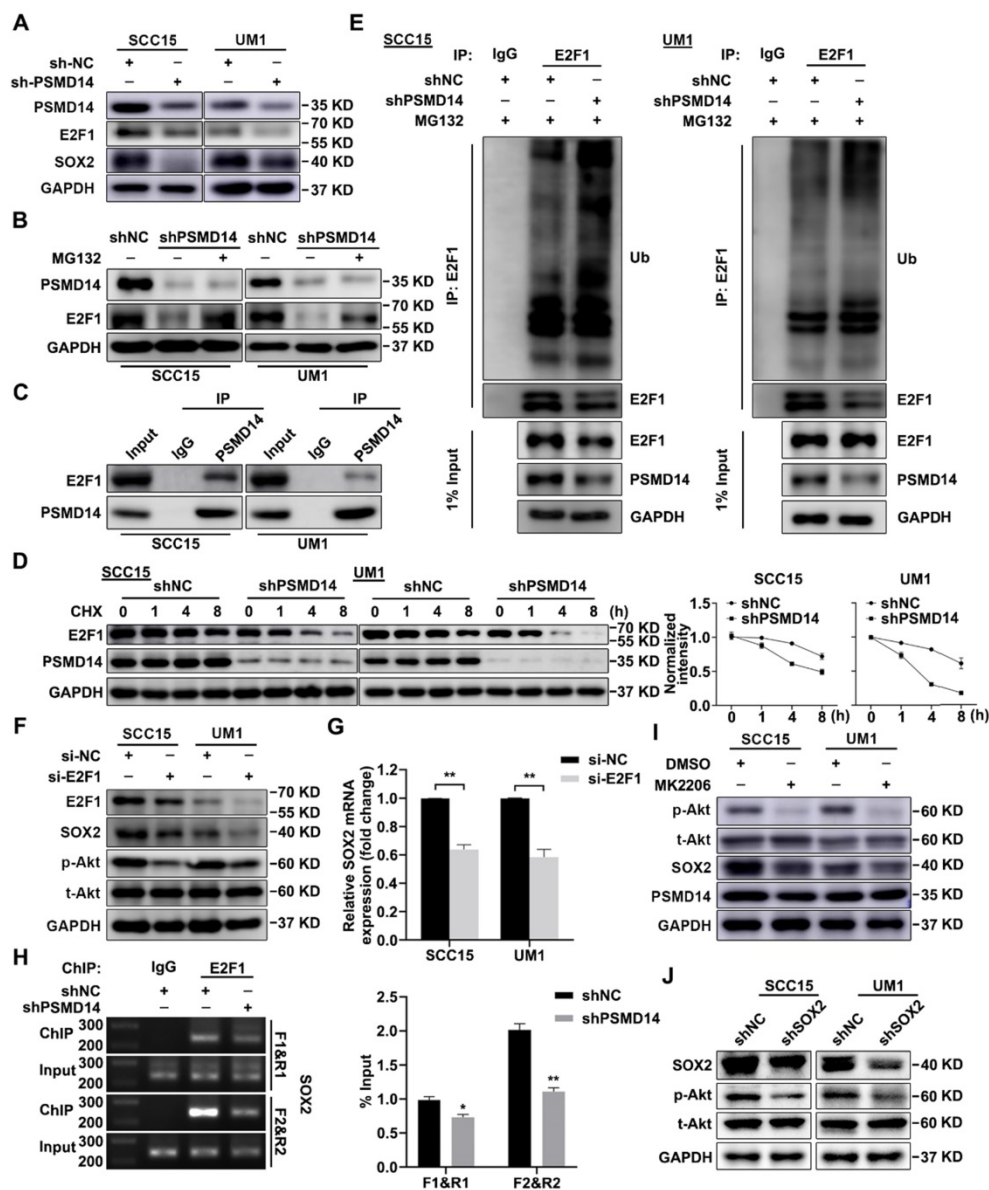 A
SCC15 UM1
sh-NC + – + –
sh-PSMD14 – + – +
PSMD14 –35 KD
–70 KD
E2F1
–55 KD
SOX2 –40 KD
GAPDH –37 KD
B
shNC shPSMD14 shNC shPSMD14
MG132 – – + – – +
PSMD14 –35 KD
–70 KD
E2F1
–55 KD
GAPDH –37 KD
SCC15 UM1
C
IP IP
Input IgG PSMD14 Input IgG PSMD14
E2F1
PSMD14
SCC15 UM1
E
SCC15
IP: IgG E2F1
shNC + + –
shPSMD14 – – +
MG132 + + +
IP: E2F1
Ub
E2F1
1% Input
E2F1
PSMD14
GAPDH
UM1
IP: IgG E2F1
shNC + + –
shPSMD14 – – +
MG132 + + +
IP: E2F1
Ub
E2F1
1% Input
E2F1
PSMD14
GAPDH
D
SCC15 UM1
shNC shPSMD14 shNC shPSMD14
CHX 0 1 4 8 0 1 4 8 0 1 4 8 0 1 4 8 (h)
E2F1 –70 KD
–55 KD
PSMD14 –35 KD
GAPDH –37 KD
SCC15
shNC
shPSMD14
Normalized
intensity
1.5
1.0
0.5
0.0
0 1 4 8 (h)
UM1
shNC
shPSMD14
0 1 4 8 (h)
F
SCC15 UM1
si-NC + – + –
si-E2F1 – + – +
E2F1 –70 KD
–55 KD
SOX2 –40 KD
p-Akt –60 KD
t-Akt –60 KD
GAPDH –37 KD
G
si-NC
si-E2F1
Relative SOX2 mRNA
expression (fold change)
1.2
1.0
0.8
0.6
0.4
0.2
0.0
** **
SCC15 UM1
H
ChIP: IgG E2F1
shNC + + –
shPSMD14 – – +
ChIP 300
200
Input 300
200
F1&R1
ChIP 300
200
Input 300
200
F2&R2
SOX2
shNC
shPSMD14
% Input
2.5
2.0
1.5
1.0
0.5
0.0
* **
F1&R1 F2&R2
I
SCC15 UM1
DMSO + – + –
MK2206 – + – +
p-Akt –60 KD
t-Akt –60 KD
SOX2 –40 KD
PSMD14 –35 KD
GAPDH –37 KD
J
SCC15 UM1
shNC shSOX2 shNC shSOX2
SOX2 –40 KD
p-Akt –60 KD
t-Akt –60 KD
GAPDH –37 KD